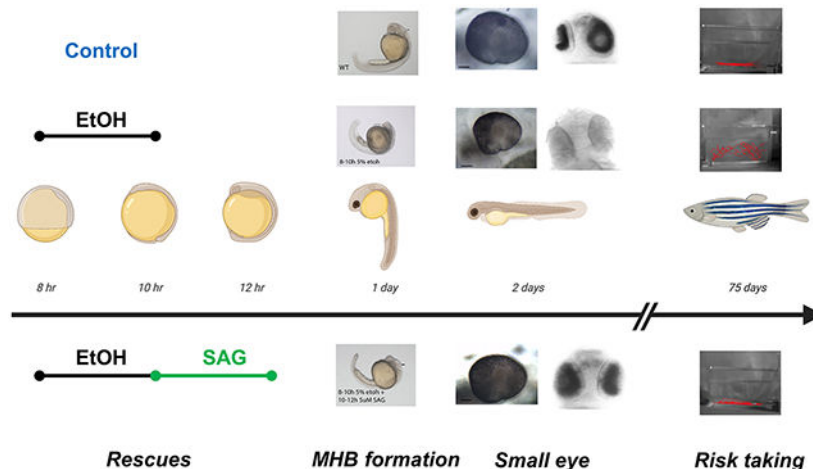 Control
WT
EtOH
8-10h 5% etoh
8 hr
10 hr
12 hr
1 day
2 days
75 days
EtOH
SAG
8-10h 5% etoh +
10-12h 5uM SAG
Rescues
MHB formation
Small eye
Risk taking